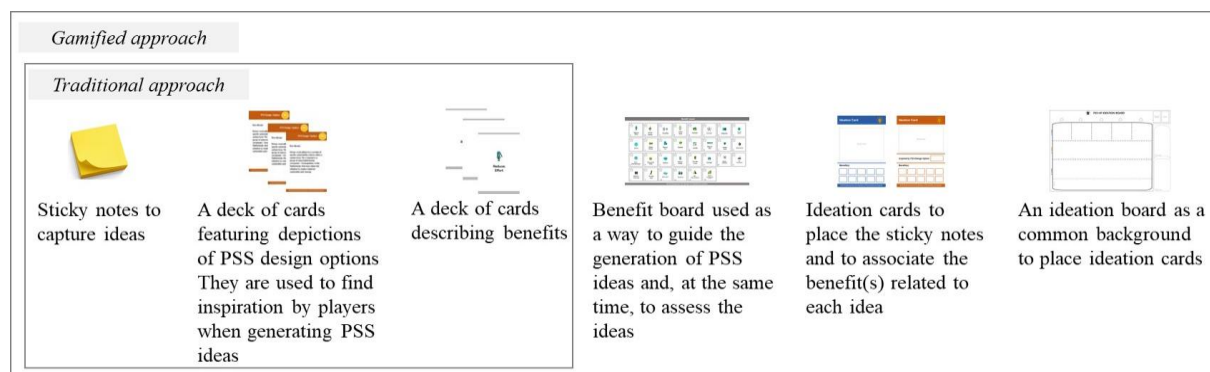 Gamified approach
Traditional approach
Reduce
Effort
Sticky notes to
capture ideas
A deck of cards
featuring depictions
of PSS design options
They are used to find
inspiration by players
when generating PSS
ideas
A deck of cards
describing benefits
Benefit board used as
a way to guide the
generation of PSS
ideas and, at the same
time, to assess the
ideas
Ideation cards to
place the sticky notes
and to associate the
benefit(s) related to
each idea
An ideation board as a
common background
to place ideation cards